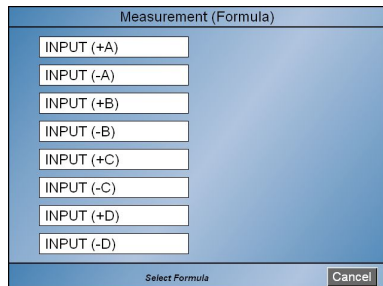 Measurement (Formula)
INPUT (+A)
INPUT (-A)
INPUT (+B)
INPUT (-B)
INPUT (+C)
INPUT (-C)
INPUT (+D)
INPUT (-D)
Select Formula
Cancel